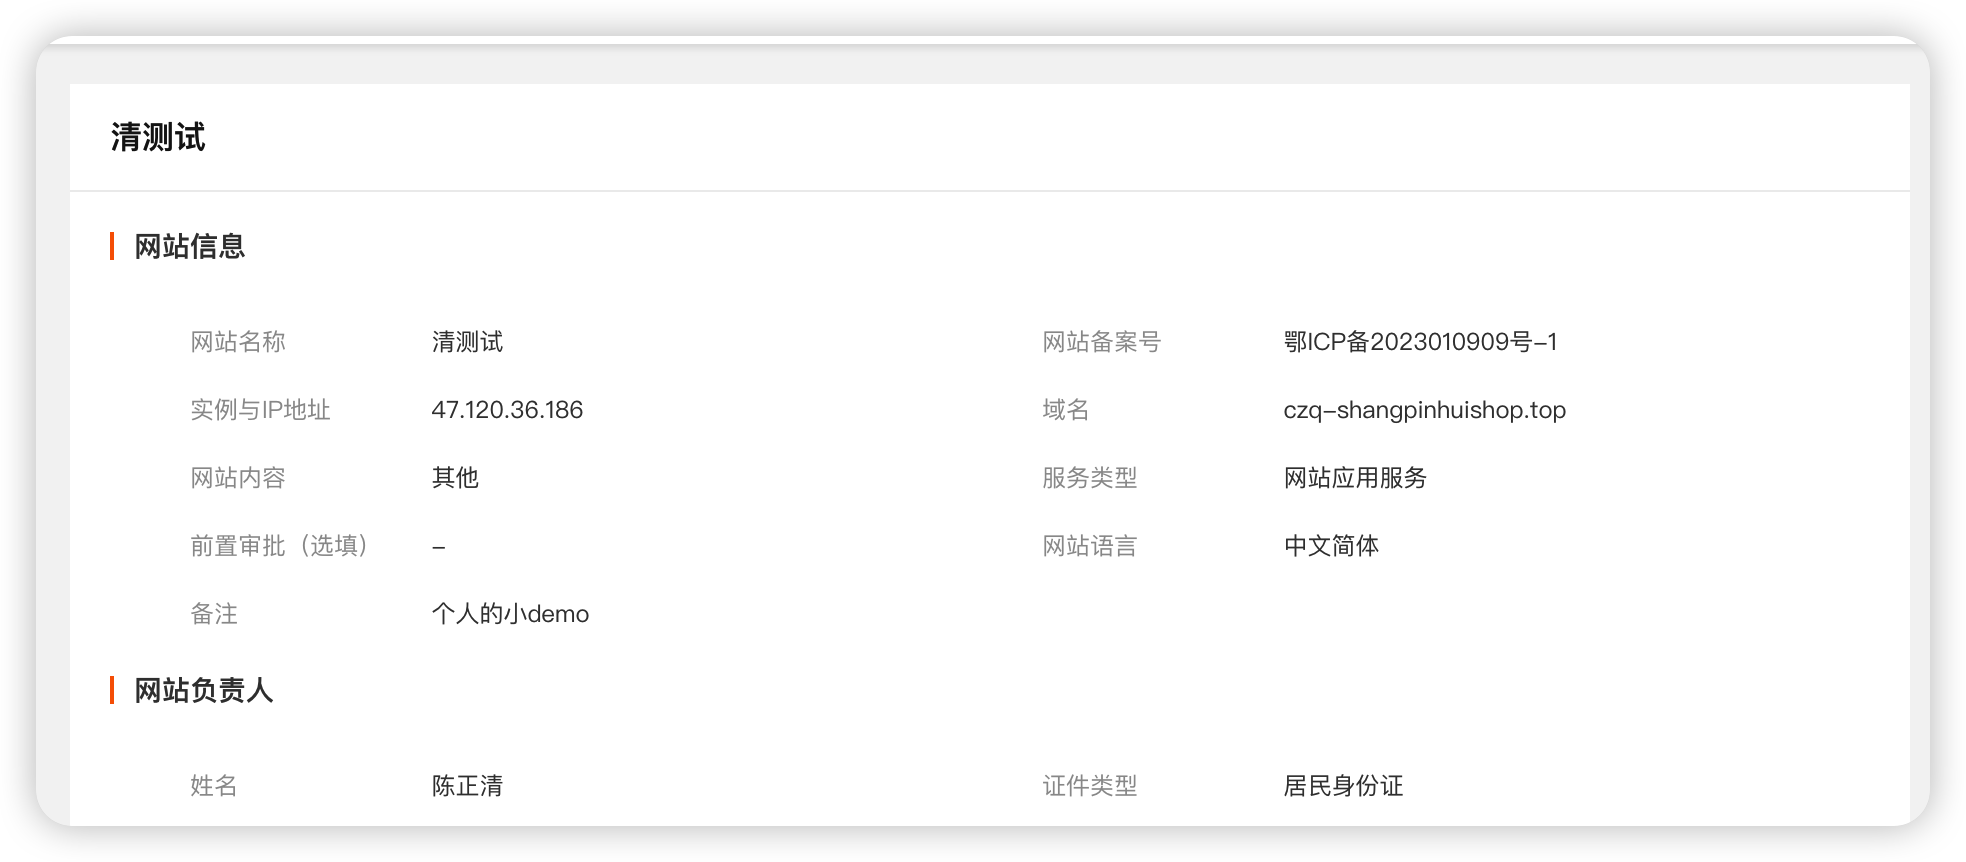 清测试
网站信息
网站名称 清测试 网站备案号 鄂ICP备2023010909号-1
实例与IP地址 47.120.36.186 域名 czq-shangpinhuishop.top
网站内容 其他 服务类型 网站应用服务
前置审批（选填） - 网站语言 中文简体
备注 个人的小demo
网站负责人
姓名 陈正清 证件类型 居民身份证